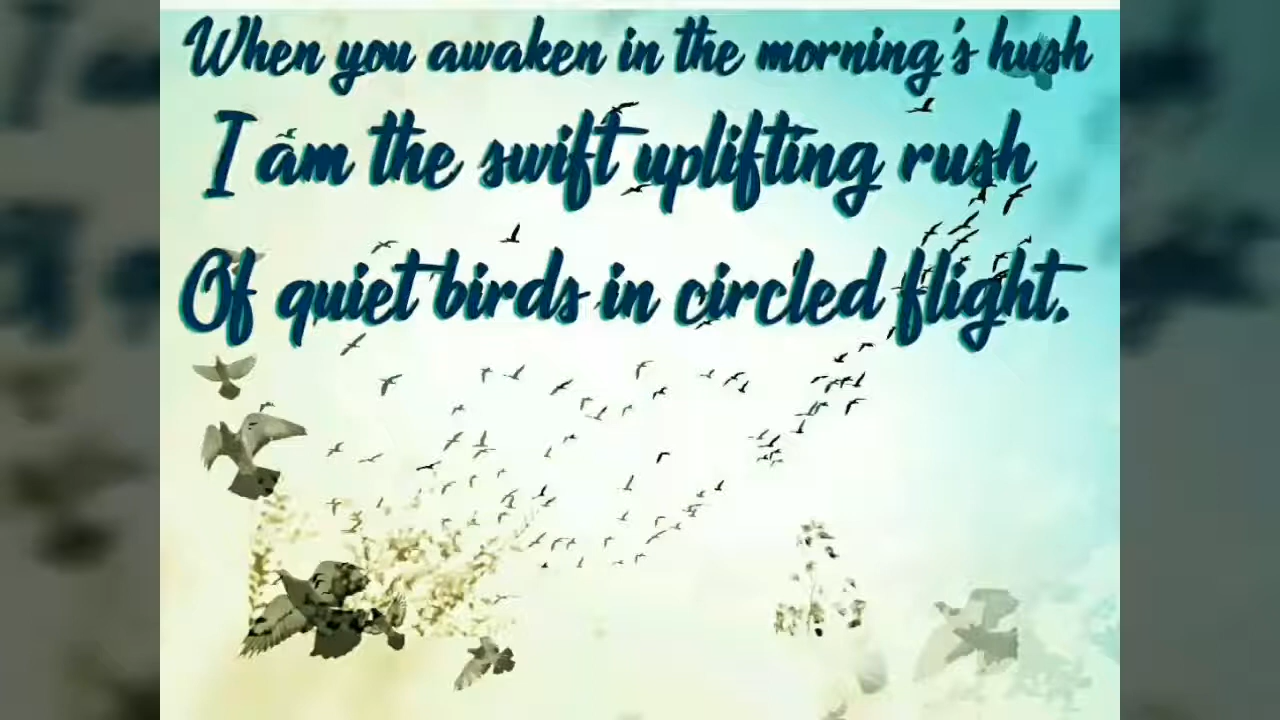 When you awaken in the morning's hush
I am the swift uplifting rush
Of quiet birds in circled flight.